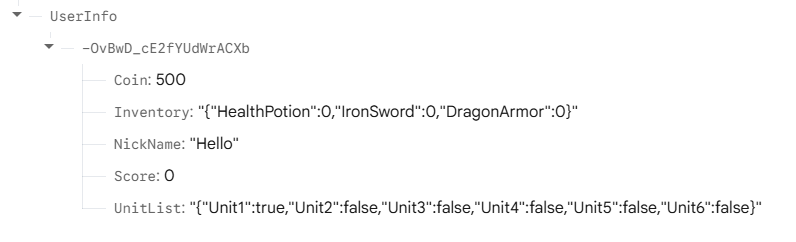 UserInfo
-OvBwD_cE2fYUdWrACXb
Coin: 500
Inventory: "{"HealthPotion":0,"IronSword":0,"DragonArmor":0}"
NickName: "Hello"
Score: 0
UnitList: "{"Unit1":true,"Unit2":false,"Unit3":false,"Unit4":false,"Unit5":false,"Unit6":false}"